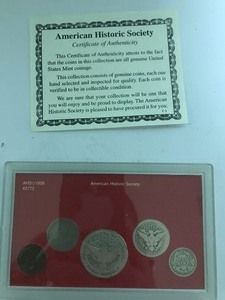 American Historic Society
Certificate of Authenticity
This Certificate of Authenticity attests to the fact
that the coins in this collection are all genuine United
States Mint coinage.
This collection consists of genuine coins, each one
hand selected and inspected for quality. Each coin is
verified to be in collectible condition.
We are sure that your collection will be one that
you will enjoy and be proud to display. The American
Historic Society is pleased to have procured it for you.
American Historic Society